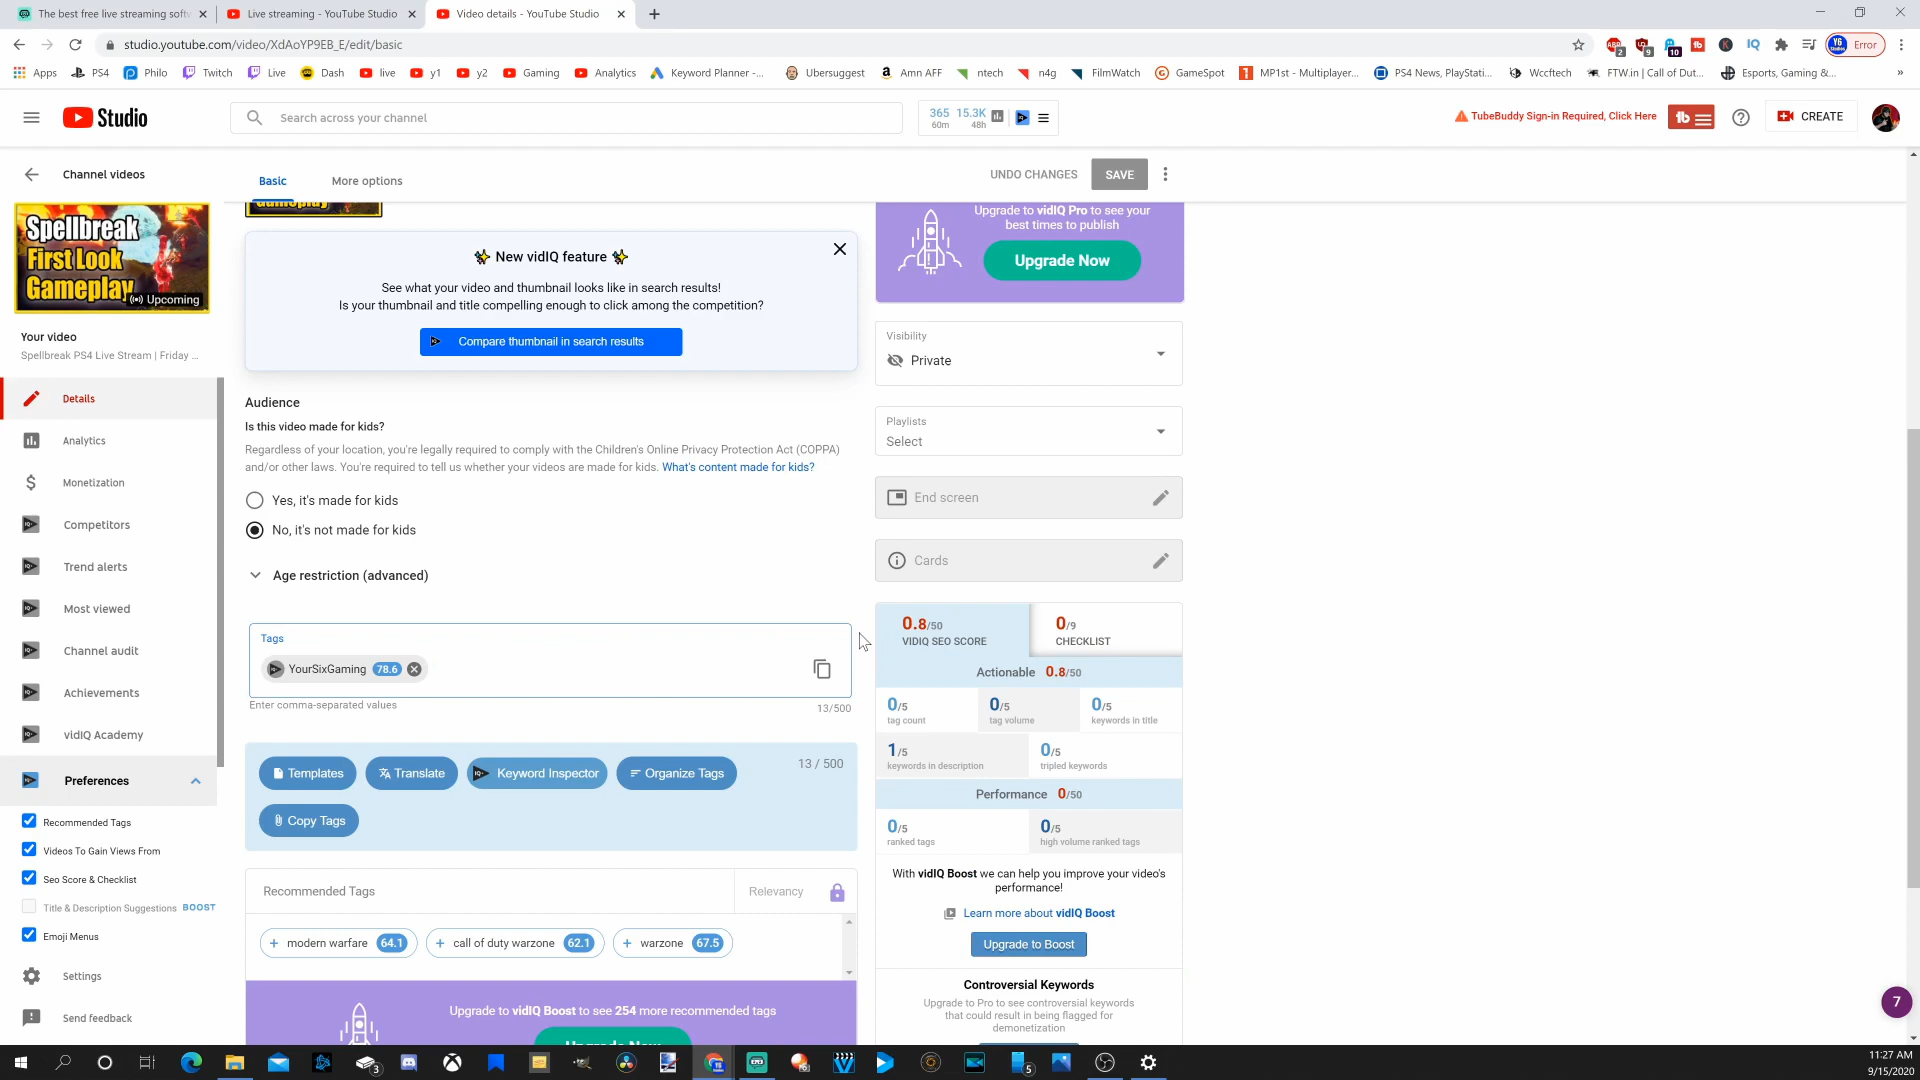 The best free live streaming softw
Live streaming - YouTube Studio
Video details - YouTube Studio
studio.youtube.com/video/XdAoYP9EB_E/edit/basic
Error
Apps
PS4
Philo
Twitch
Live
Dash
live
y1
y2
Gaming
Analytics
Keyword Planner -...
Ubersuggest
Amn AFF
ntech
n4g
FilmWatch
GameSpot
MP1st - Multiplayer...
PS4 News, PlayStati...
Wccftech
FTW.in | Call of Dut...
Esports, Gaming &...
Studio
Search across your channel
365 15.3K
60m 48h
TubeBuddy Sign-in Required, Click Here
CREATE
Channel videos
Basic
More options
UNDO CHANGES
SAVE
Spellbreak
First Look
Gameplay
Upcoming
Your video
Spellbreak PS4 Live Stream | Friday ...
Details
Analytics
Monetization
Competitors
Trend alerts
Most viewed
Channel audit
Achievements
vidIQ Academy
Preferences
Recommended Tags
Videos To Gain Views From
Seo Score & Checklist
Title & Description Suggestions BOOST
Emoji Menus
Settings
Send feedback
Gameplay
New vidIQ feature
See what your video and thumbnail looks like in search results!
Is your thumbnail and title compelling enough to click among the competition?
Compare thumbnail in search results
Audience
Is this video made for kids?
Regardless of your location, you're legally required to comply with the Children's Online Privacy Protection Act (COPPA)
and/or other laws. You're required to tell us whether your videos are made for kids. What's content made for kids?
Yes, it's made for kids
No, it's not made for kids
Age restriction (advanced)
Tags
YourSixGaming 78.6
Enter comma-separated values
13/500
Templates
Translate
Keyword Inspector
Organize Tags
13 / 500
Copy Tags
Recommended Tags
Relevancy
+ modern warfare 64.1
+ call of duty warzone 62.1
+ warzone 67.5
Upgrade to vidIQ Boost to see 254 more recommended tags
Upgrade Now
Upgrade to vidIQ Pro to see your
best times to publish
Upgrade Now
Visibility
Private
Playlists
Select
End screen
Cards
0.8/50
VIDIQ SEO SCORE
0/9
CHECKLIST
Actionable 0.8/50
0/5
tag count
0/5
tag volume
0/5
keywords in title
1/5
keywords in description
0/5
tripled keywords
Performance 0/50
0/5
ranked tags
0/5
high volume ranked tags
With vidIQ Boost we can help you improve your video's
performance!
Learn more about vidIQ Boost
Upgrade to Boost
Controversial Keywords
Upgrade to Pro to see controversial keywords
that could result in being flagged for
demonetization
7
11:27 AM
9/15/2020